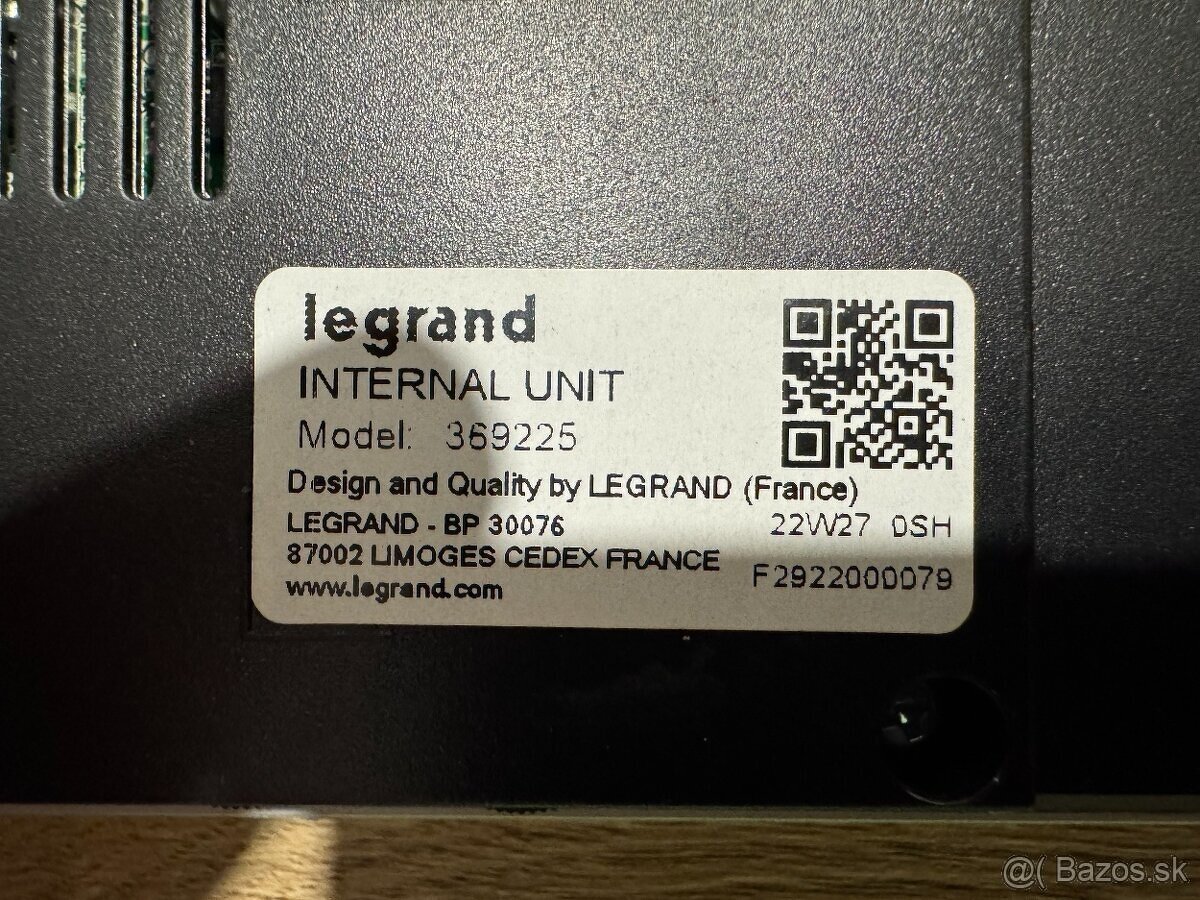 legrand
INTERNAL UNIT
Model: 369225
Design and Quality by LEGRAND (France)
LEGRAND - BP 30076
22W27 0SH
87002 LIMOGES CEDEX FRANCE
F2922000079
www.legrand.com
@( Bazos.sk